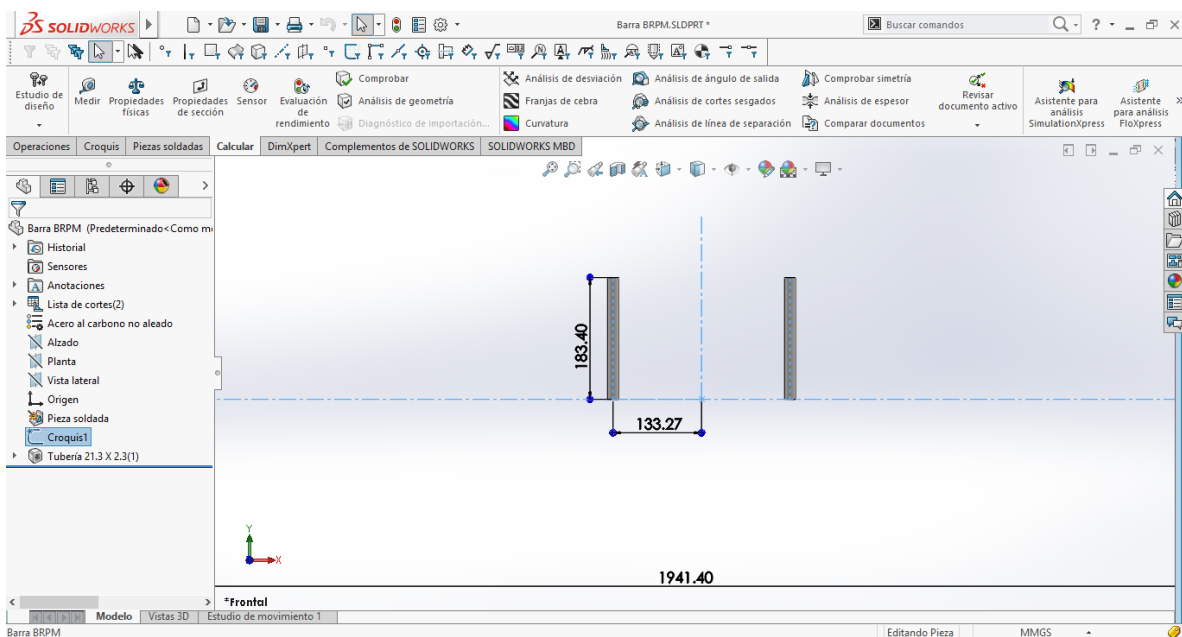 SOLIDWORKS
Barra BRPM.SLDPRT *
Buscar comandos
Estudio de diseño
Medir
Propiedades físicas
Propiedades de sección
Sensor
Evaluación de rendimiento
Comprobar
Análisis de geometría
Diagnóstico de importación...
Análisis de desviación
Franjas de cebra
Curvatura
Análisis de ángulo de salida
Análisis de cortes sesgados
Análisis de línea de separación
Comprobar simetría
Análisis de espesor
Comparar documentos
Revisar documento activo
Asistente para análisis SimulationXpress
Asistente para análisis FloXpress
Operaciones
Croquis
Piezas soldadas
Calcular
DimXpert
Complementos de SOLIDWORKS
SOLIDWORKS MBD
Barra BRPM (Predeterminado<Como m
Historial
Sensores
Anotaciones
Lista de cortes(2)
Acero al carbono no aleado
Alzado
Planta
Vista lateral
Origen
Pieza soldada
Croquis1
Tubería 21.3 X 2.3(1)
183.40
133.27
Y
X
1941.40
*Frontal
Modelo
Vistas 3D
Estudio de movimiento 1
Barra BRPM
Editando Pieza
MMGS